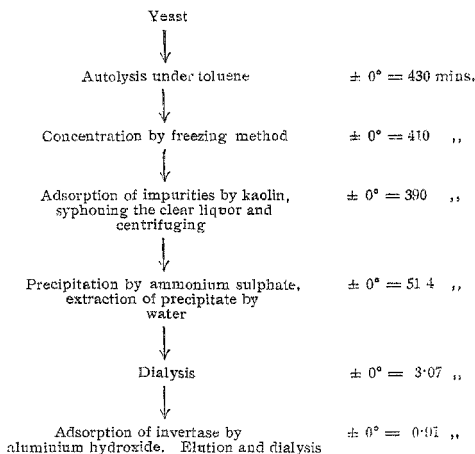 Yeast
Autolysis under toluene ± 0° = 430 mins.
Concentration by freezing method ± 0° = 410 ,,
Adsorption of impurities by kaolin, ± 0° = 390 ,,
syphoning the clear liquor and
centrifuging
Precipitation by ammonium sulphate, ± 0° = 51 4 ,,
extraction of precipitate by
water
Dialysis ± 0° = 3·07 ,,
Adsorption of invertase by ± 0° = 0·91 ,,
aluminium hydroxide. Elution and dialysis